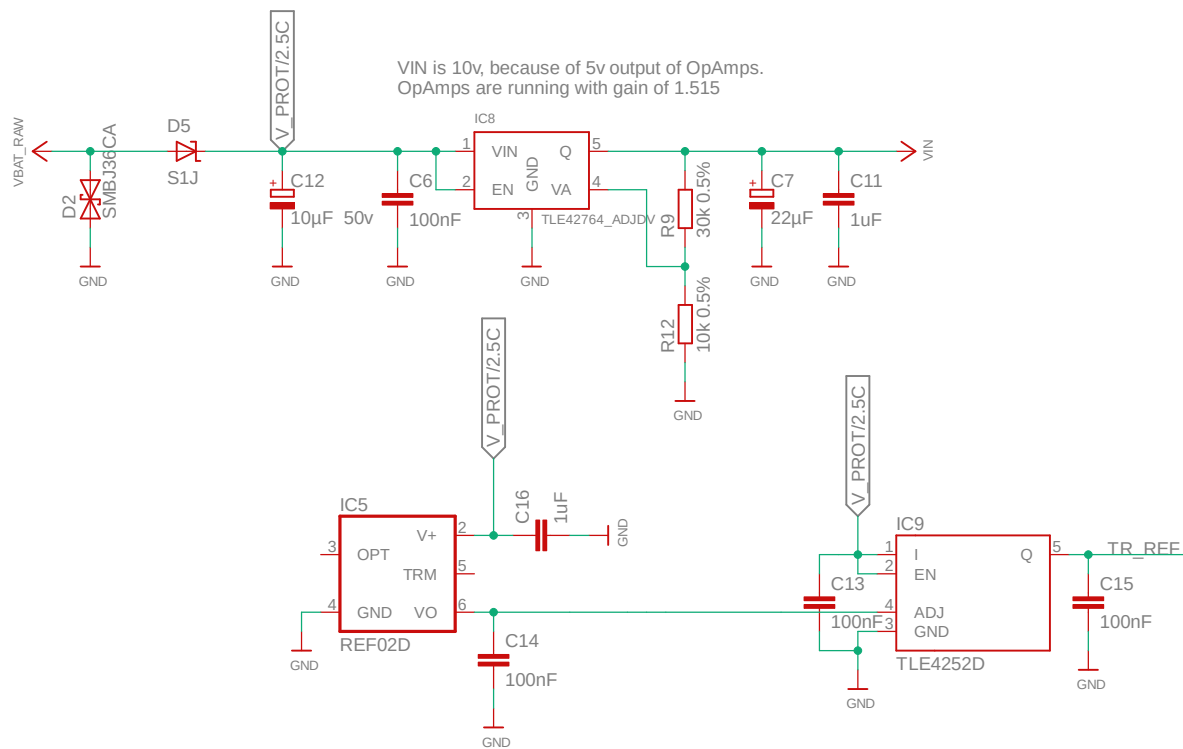 V_PROT/2.5C
VIN is 10v, because of 5v output of OpAmps.
OpAmps are running with gain of 1.515
VBAT_RAW
D2
SMBJ36CA
GND
D5
S1J
+
C12
10µF
GND
50v
C6
100nF
GND
IC8
1
VIN
2
EN
GND
3
Q
5
VA
4
TLE42764_ADJDV
GND
R9
30k 0.5%
R12
10k 0.5%
GND
+
C7
22µF
GND
C11
1uF
GND
VIN
V_PROT/2.5C
IC5
3
OPT
4
GND
V+
2
TRM
5
VO
6
REF02D
GND
C16
1uF
GND
C14
100nF
GND
V_PROT/2.5C
IC9
1
I
2
EN
4
ADJ
3
GND
Q
5
TLE4252D
C13
100nF
GND
TR_REF
C15
100nF
GND